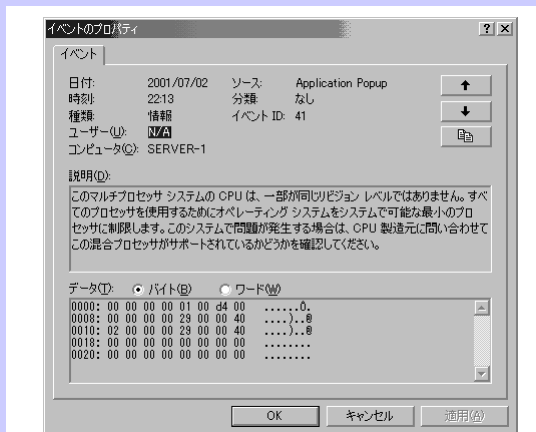 イベントのプロパティ
イベント
日付: 2001/07/02 ソース: Application Popup
時刻: 22:13 分類: なし
種類: 情報 イベント ID: 41
ユーザー(U): N/A
コンピュータ(C): SERVER-1
説明(D):
このマルチプロセッサ システムの CPU は、一部が同じリビジョン レベルではありません。すべ
てのプロセッサを使用するためにオペレーティング システムをシステムで可能な最小のプロ
セッサに制限します。このシステムで問題が発生する場合は、CPU 製造元に問い合わせて
この混合プロセッサがサポートされているかどうかを確認してください。
データ(T): バイト(B) ワード(W)
0000: 00 00 00 00 01 00 d4 00 ......Ô.
0008: 00 00 00 00 29 00 00 40 ....)..@
0010: 02 00 00 00 29 00 00 40 ....)..@
0018: 00 00 00 00 00 00 00 00 ........
0020: 00 00 00 00 00 00 00 00 ........
OK キャンセル 適用(A)